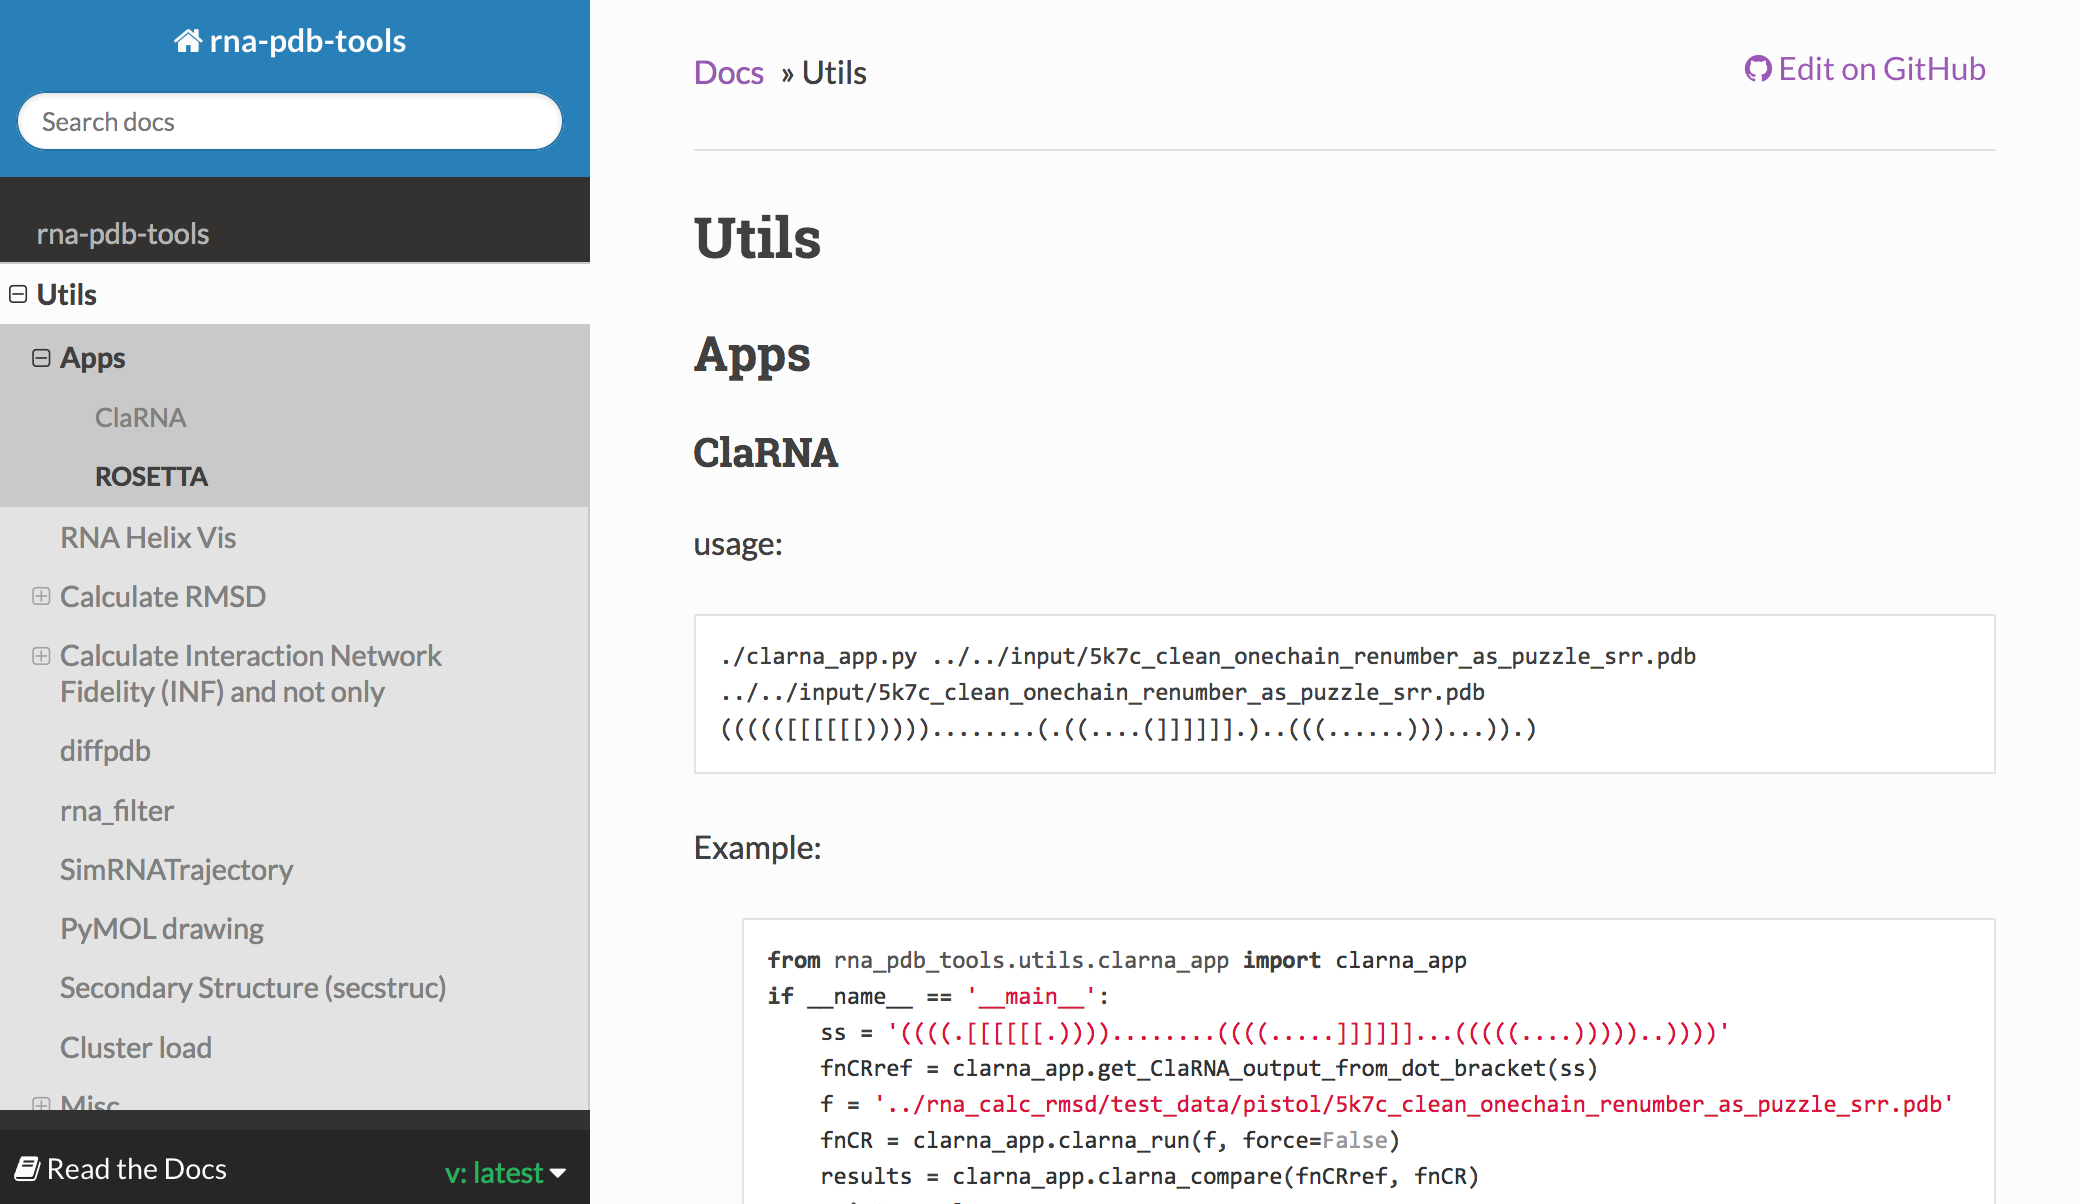 rna-pdb-tools
Search docs
rna-pdb-tools
Utils
Apps
ClaRNA
ROSETTA
RNA Helix Vis
Calculate RMSD
Calculate Interaction Network
Fidelity (INF) and not only
diffpdb
rna_filter
SimRNATrajectory
PyMOL drawing
Secondary Structure (secstruc)
Cluster load
Misc
Read the Docs
v: latest
Docs » Utils
Edit on GitHub
Utils
Apps
ClaRNA
usage:
./clarna_app.py ../../input/5k7c_clean_onechain_renumber_as_puzzle_srr.pdb
../../input/5k7c_clean_onechain_renumber_as_puzzle_srr.pdb
((((([[[[[[)))))........(.((....(]]]]]].)..(((......)))...)).)
Example:
from rna_pdb_tools.utils.clarna_app import clarna_app
if __name__ == '__main__':
    ss = '((((.[[[[[[.))))........((((.....]]]]]]...(((((....)))))..))))'
    fnCRref = clarna_app.get_ClaRNA_output_from_dot_bracket(ss)
    f = '../rna_calc_rmsd/test_data/pistol/5k7c_clean_onechain_renumber_as_puzzle_srr.pdb'
    fnCR = clarna_app.clarna_run(f, force=False)
    results = clarna_app.clarna_compare(fnCRref, fnCR)